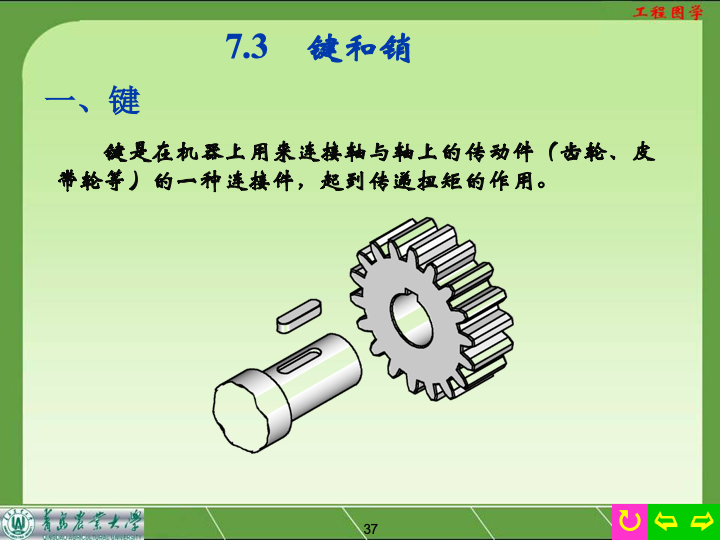 工程图学
7.3 键和销
一、键
键是在机器上用来连接轴与轴上的传动件（齿轮、皮
带轮等）的一种连接件，起到传递扭矩的作用。
青岛农业大学
37